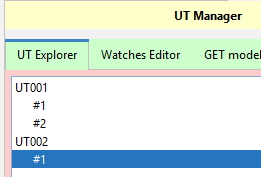 UT Manager
UT Explorer Watches Editor GET model
UT001
#1
#2
UT002
#1